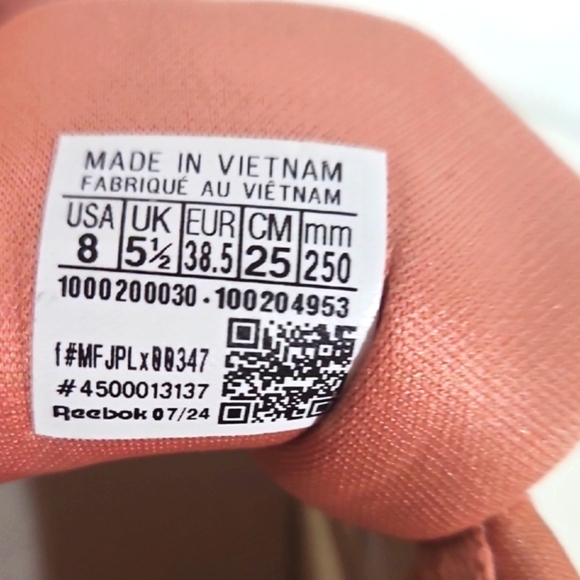 MADE IN VIETNAM
FABRIQUÉ AU VIÊTNAM
USA UK EUR CM mm
8 5½ 38.5 25 250
1000200030 · 100204953
f#MFJPLx00347
#4500013137
Reebok 07/24